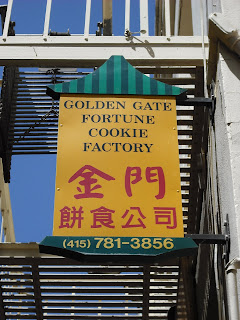 GOLDEN GATE
FORTUNE
COOKIE
FACTORY
金門
餅食公司
(415) 781-3856